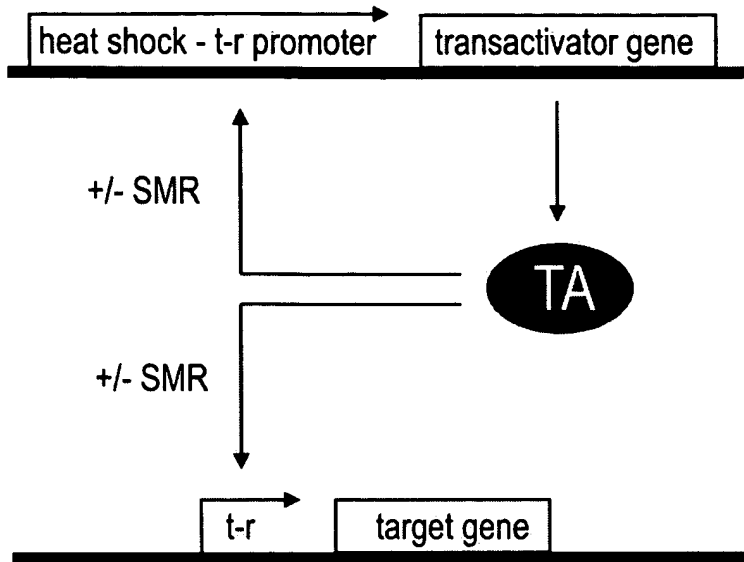 heat shock - t-r promoter
transactivator gene
+/- SMR
TA
+/- SMR
t-r
target gene